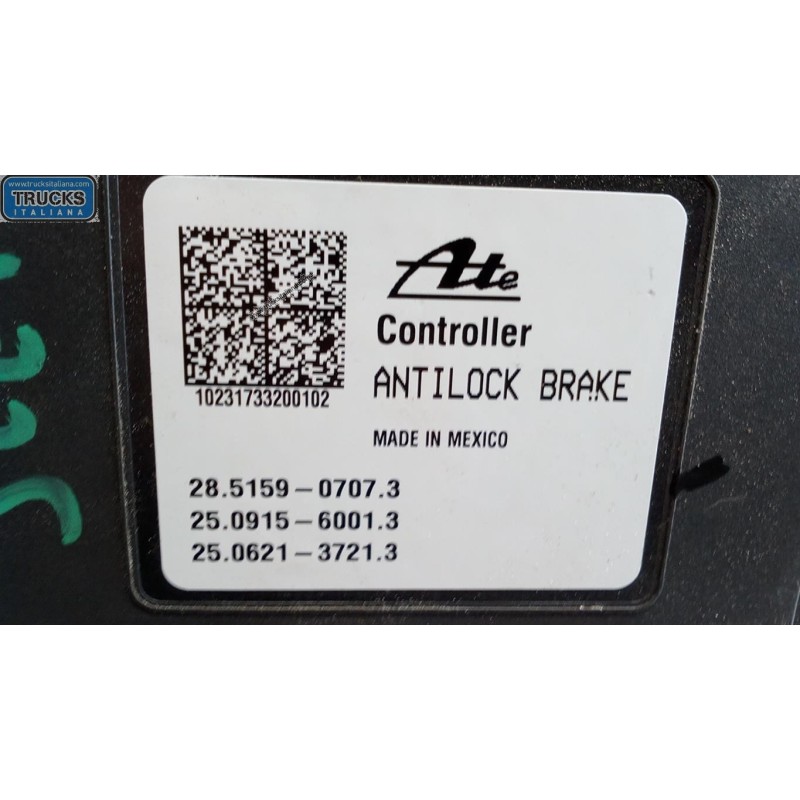 www.trucksitaliana.com
TRUCKS
ITALIANA
Ate
Controller
10231733200102
ANTILOCK BRAKE
MADE IN MEXICO
28.5159-0707.3
25.0915-6001.3
25.0621-3721.3